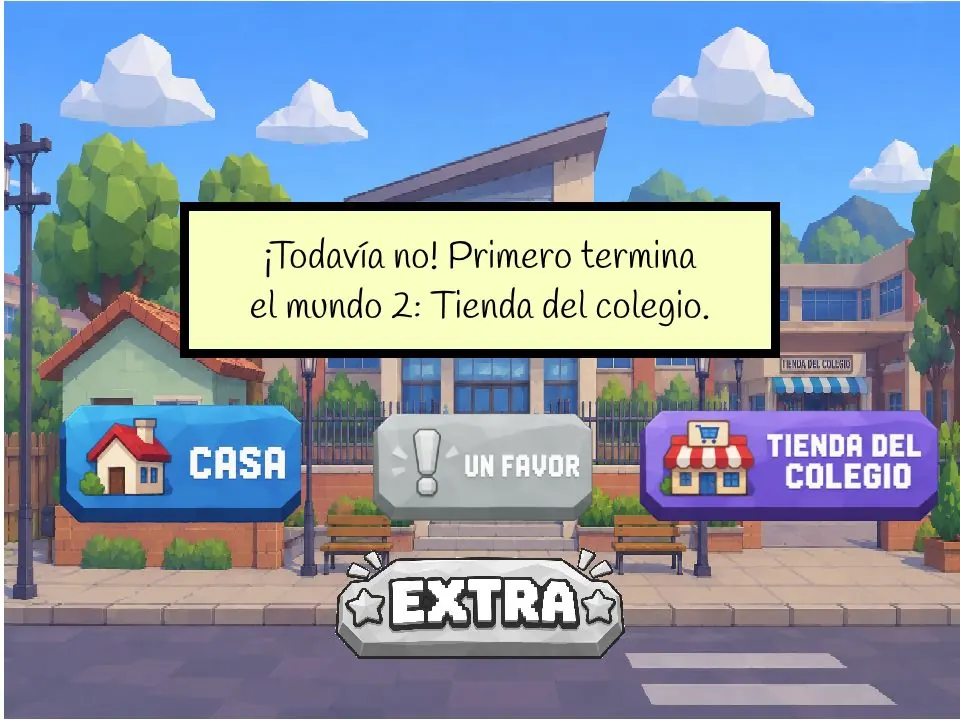 ¡Todavía no! Primero termina
el mundo 2: Tienda del colegio.
TIENDA DEL COLEGIO
CASA
UN FAVOR
TIENDA DEL
COLEGIO
EXTRA